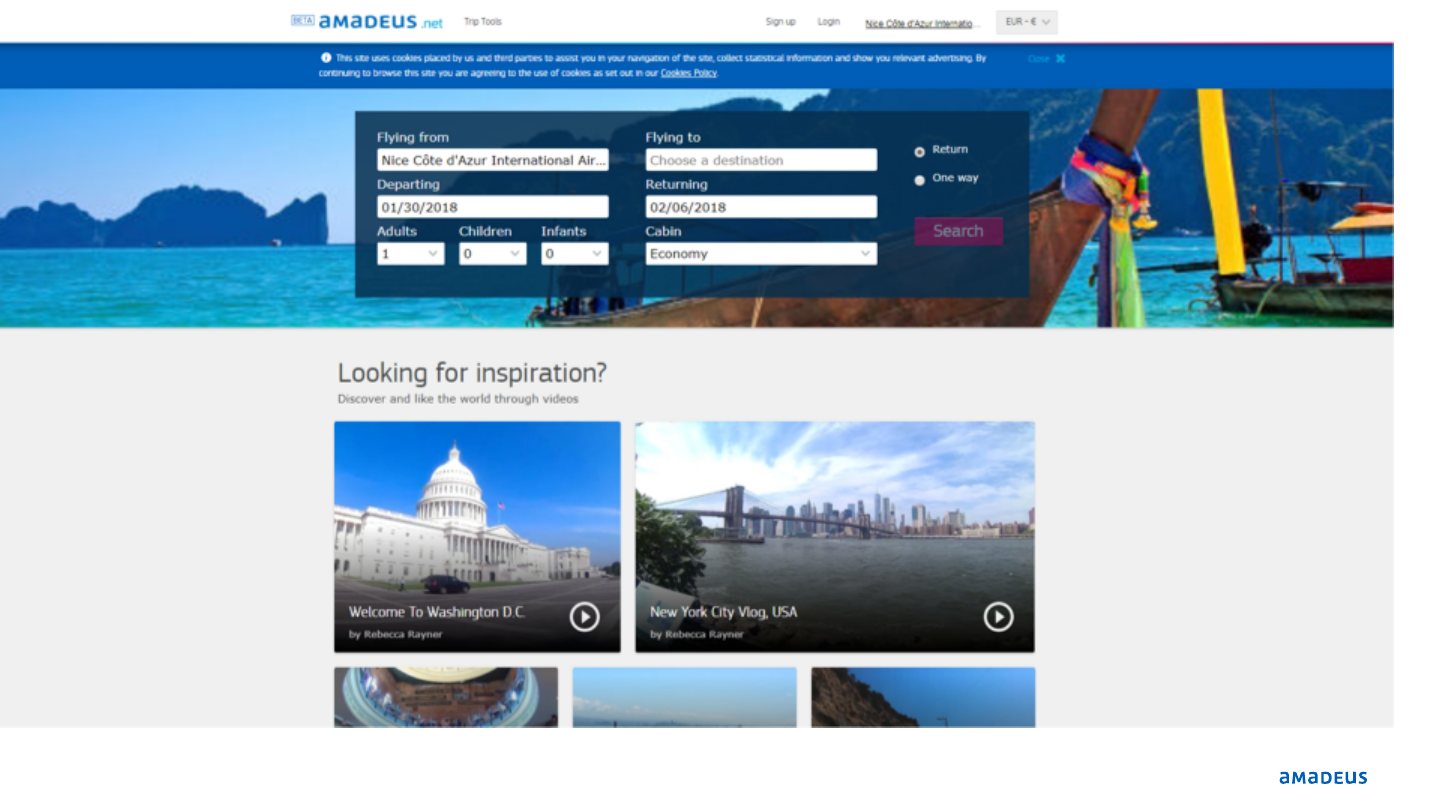 BETA amadeus.net Trip Tools Sign up Login Nice Côte d'Azur Internatio... EUR - €
This site uses cookies placed by us and third parties to assist you in your navigation of the site, collect statistical information and show you relevant advertising. By
continuing to browse this site you are agreeing to the use of cookies as set out in our Cookies Policy.
Close
Flying from
Nice Côte d'Azur International Air...
Flying to
Choose a destination
Return
One way
Departing
01/30/2018
Returning
02/06/2018
Adults Children Infants
1 0 0
Cabin
Economy
Search
Looking for inspiration?
Discover and like the world through videos
Welcome To Washington D.C.
by Rebecca Rayner
New York City Vlog, USA
by Rebecca Rayner
amadeus